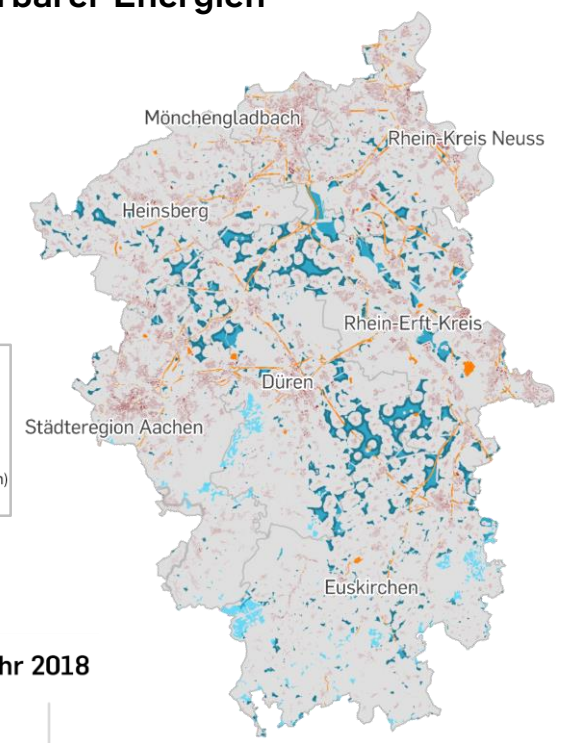 rbarer Energien
Mönchengladbach
Rhein-Kreis Neuss
Heinsberg
Rhein-Erft-Kreis
Düren
Städteregion Aachen
n)
Euskirchen
hr 2018